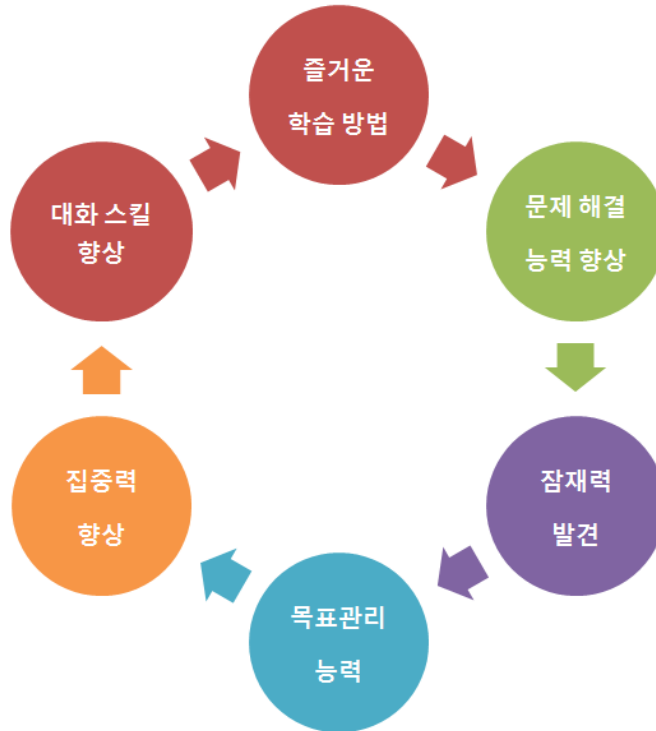 즐거운
학습 방법
문제 해결
능력 향상
잠재력
발견
목표관리
능력
집중력
향상
대화 스킬
향상